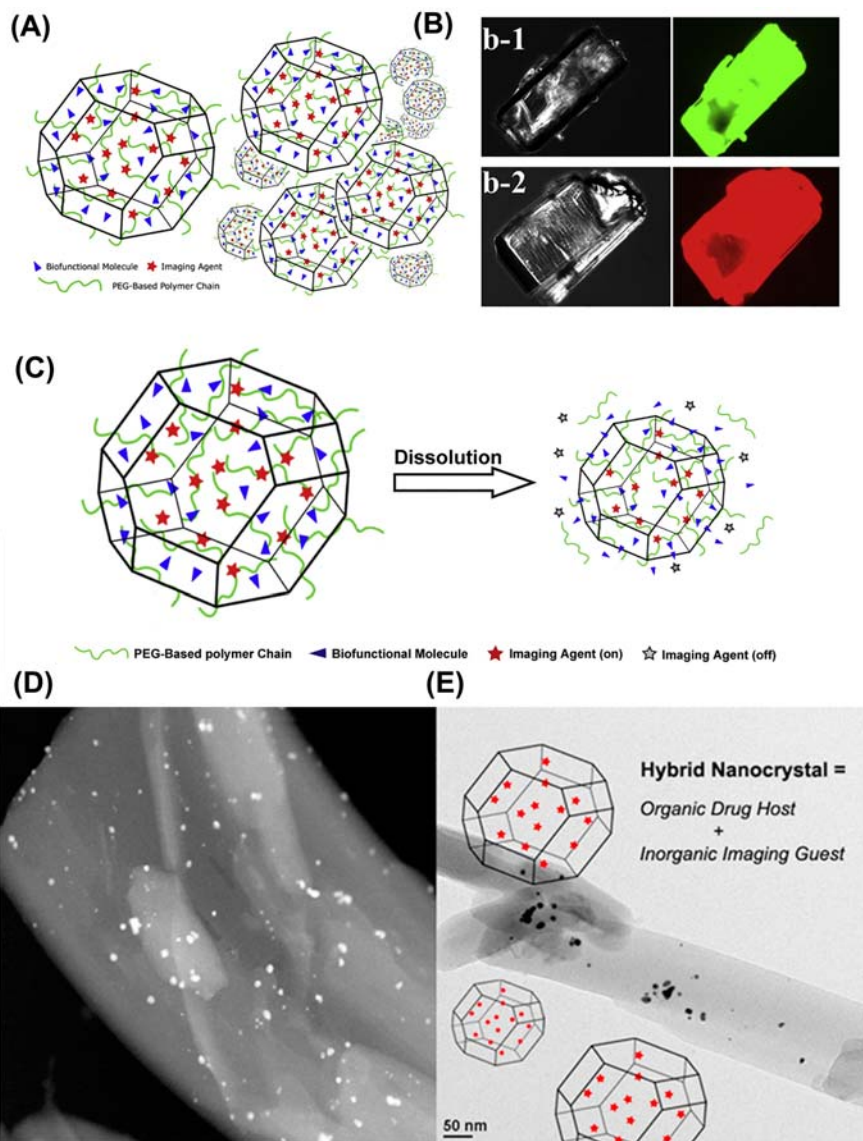 (A)
Biofunctional Molecule Imaging Agent
PEG-Based Polymer Chain
(B)
b-1
b-2
(C)
Dissolution
PEG-Based polymer Chain Biofunctional Molecule Imaging Agent (on) Imaging Agent (off)
(D)
(E)
Hybrid Nanocrystal =
Organic Drug Host
+
Inorganic Imaging Guest
50 nm